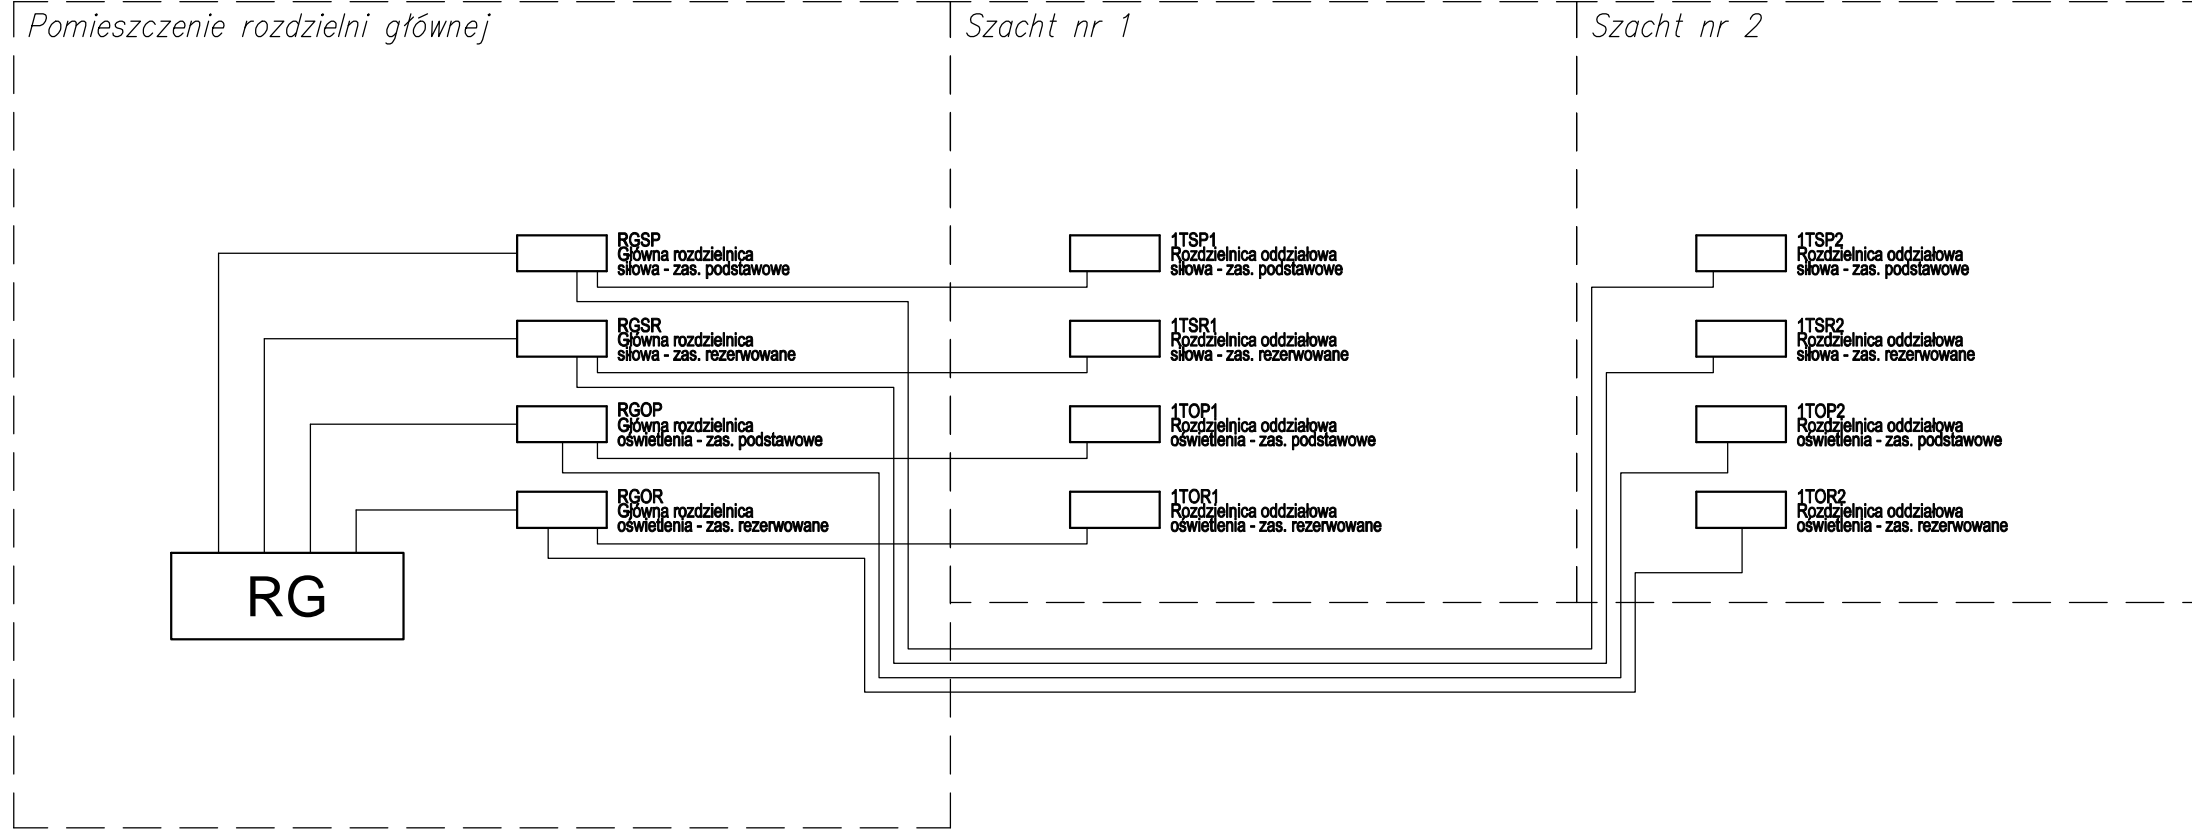 Pomieszczenie rozdzielni głównej
Szacht nr 1
Szacht nr 2
RGSP
Główna rozdzielnica
siłowa - zas. podstawowe
1TSP1
Rozdzielnica oddziałowa
siłowa - zas. podstawowe
1TSP2
Rozdzielnica oddziałowa
siłowa - zas. podstawowe
RGSR
Główna rozdzielnica
siłowa - zas. rezerwowane
1TSR1
Rozdzielnica oddziałowa
siłowa - zas. rezerwowane
1TSR2
Rozdzielnica oddziałowa
siłowa - zas. rezerwowane
RGOP
Główna rozdzielnica
oświetlenia - zas. podstawowe
1TOP1
Rozdzielnica oddziałowa
oświetlenia - zas. podstawowe
1TOP2
Rozdzielnica oddziałowa
oświetlenia - zas. podstawowe
RGOR
Główna rozdzielnica
oświetlenia - zas. rezerwowane
1TOR1
Rozdzielnica oddziałowa
oświetlenia - zas. rezerwowane
1TOR2
Rozdzielnica oddziałowa
oświetlenia - zas. rezerwowane
RG